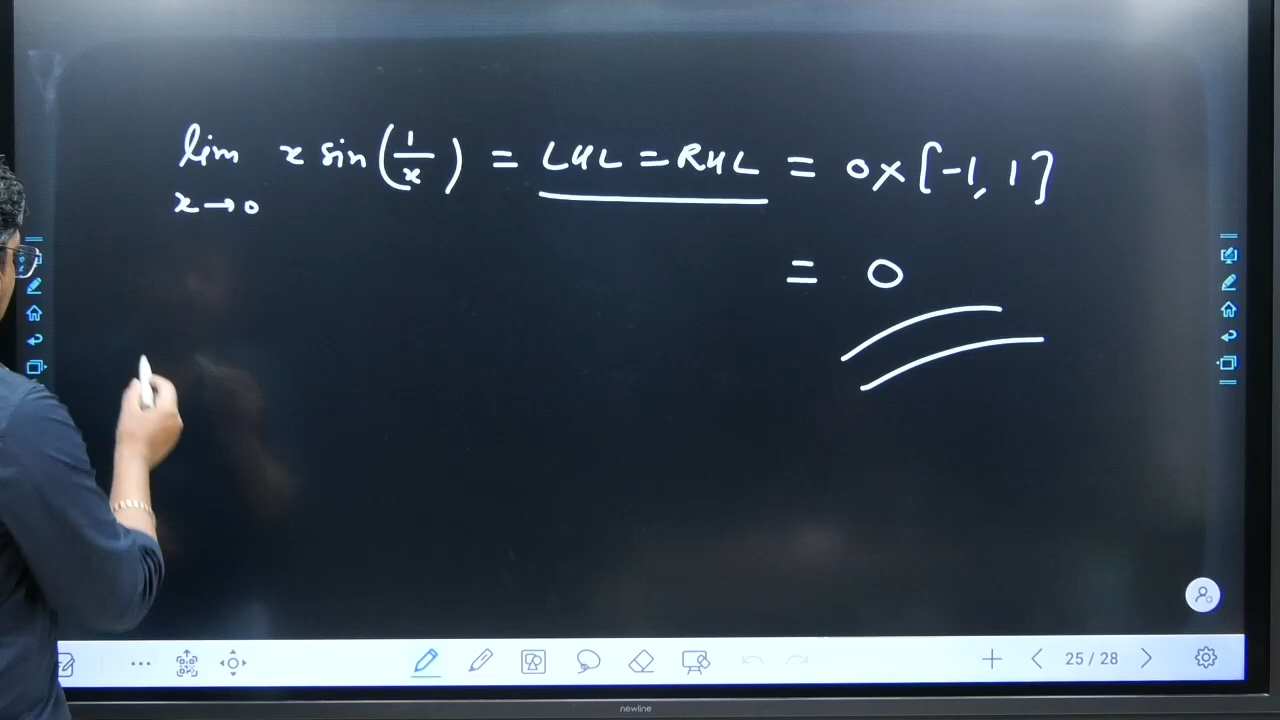 lim x sin(1/x) = LHL = RHL = 0×[-1, 1]
x→0
= 0
25 / 28
newline